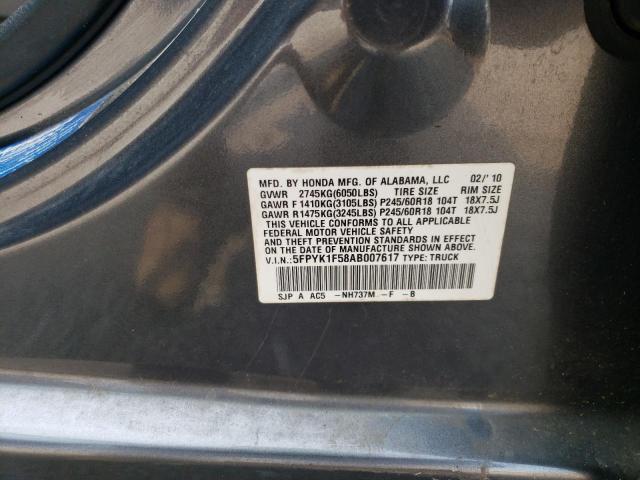 MFD. BY HONDA MFG. OF ALABAMA, LLC 02/'10
GVWR 2745KG(6050LBS) TIRE SIZE RIM SIZE
GAWR F 1410KG(3105LBS) P245/60R18 104T 18X7.5J
GAWR R 1475KG(3245LBS) P245/60R18 104T 18X7.5J
THIS VEHICLE CONFORMS TO ALL APPLICABLE
FEDERAL MOTOR VEHICLE SAFETY AND
THEFT PREVENTION STANDARDS IN EFFECT ON
THE DATE OF MANUFACTURE SHOWN ABOVE.
V.I.N.:5FPYK1F58AB007617 TYPE: TRUCK
SJP A AC5 -NH737M -F -8